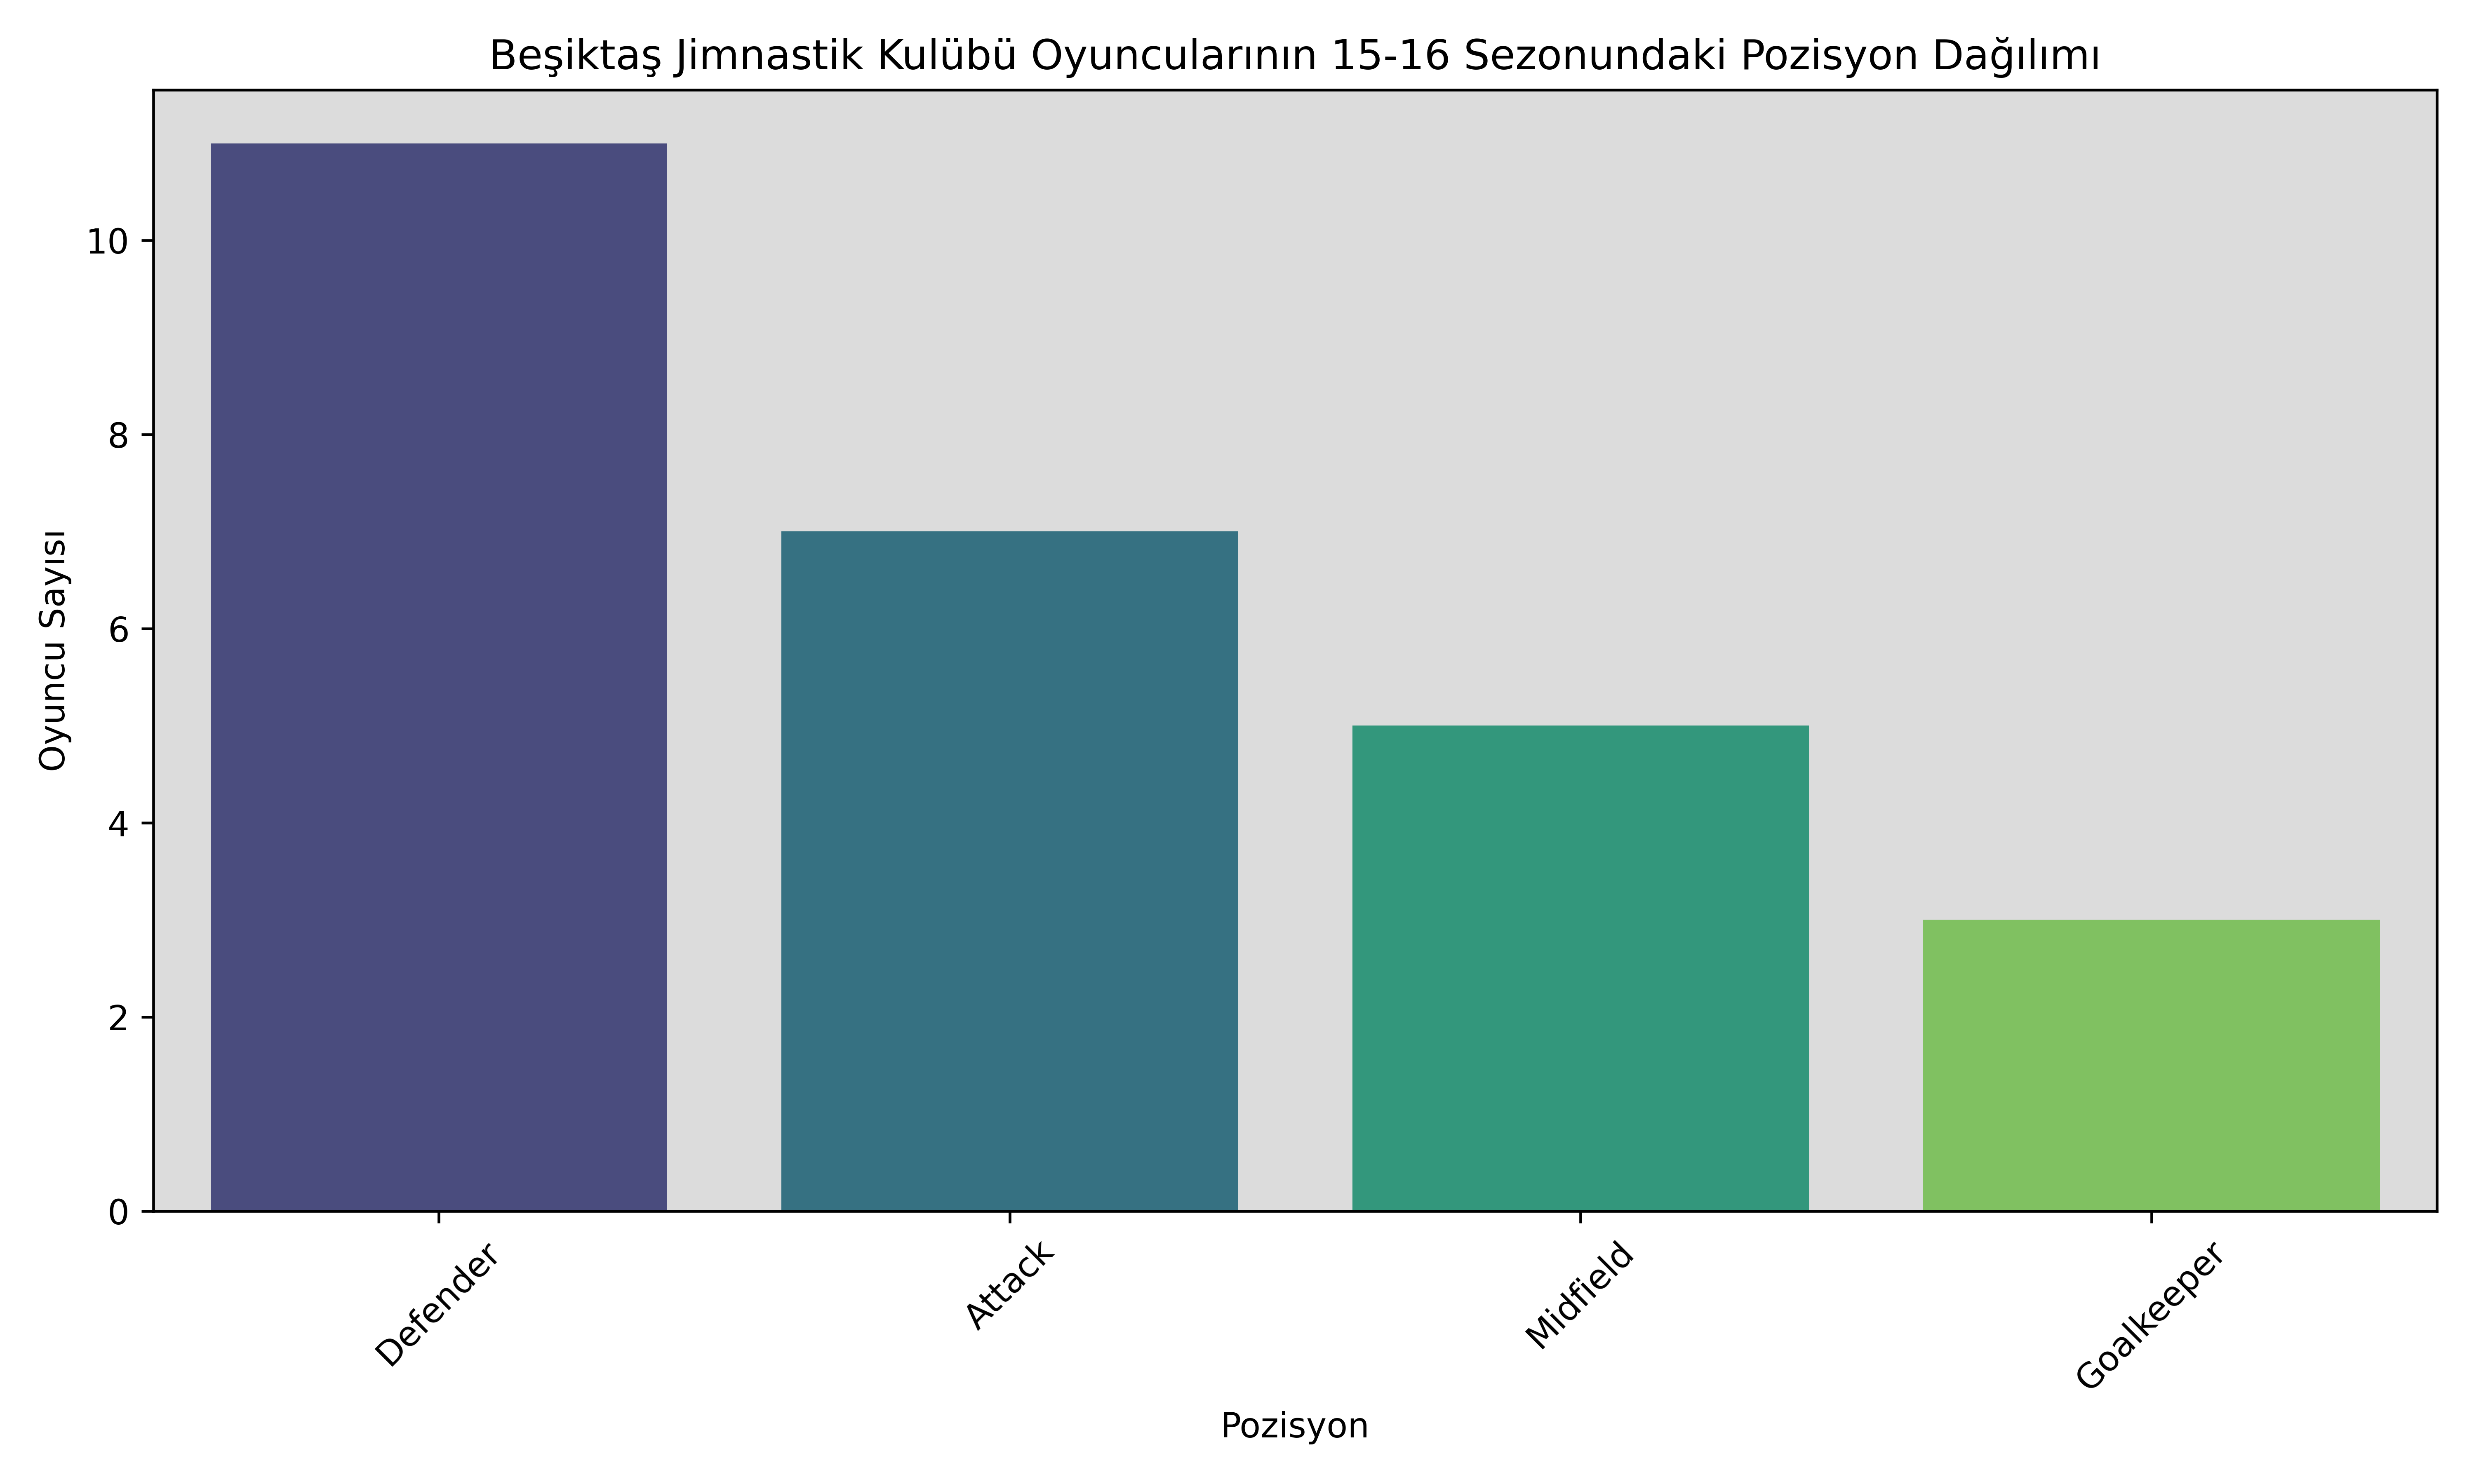 Besiktaş Jimnastik Kulübü Oyuncularının 15-16 Sezonundaki Pozisyon Dağılımı
Oyuncu Sayısı
10
8
6
4
2
0
Defender
Attack
Midfield
Goalkeeper
Pozisyon